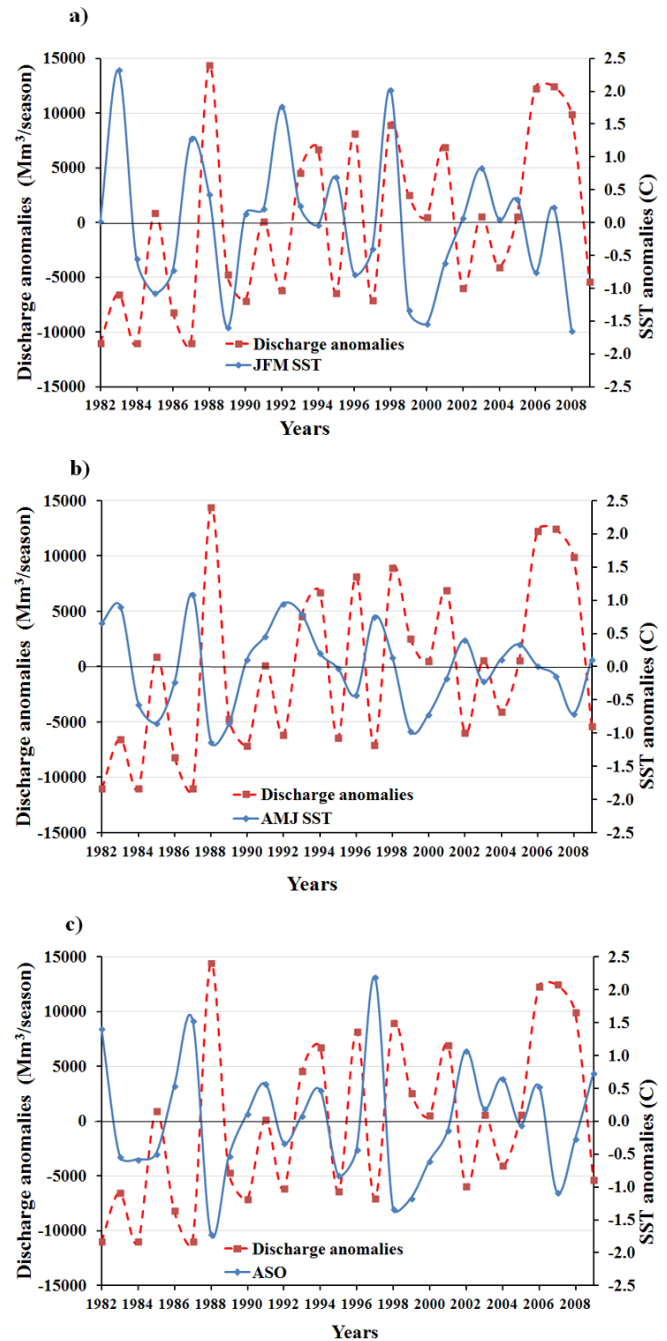 a)
Discharge anomalies (Mm³/season)
15000
10000
5000
0
-5000
-10000
-15000
2.5
2.0
1.5
1.0
0.5
0.0
-0.5
-1.0
-1.5
-2.0
-2.5
SST anomalies (C)
Discharge anomalies
JFM SST
1982 1984 1986 1988 1990 1992 1994 1996 1998 2000 2002 2004 2006 2008
Years
b)
Discharge anomalies (Mm³/season)
15000
10000
5000
0
-5000
-10000
-15000
2.5
2.0
1.5
1.0
0.5
0.0
-0.5
-1.0
-1.5
-2.0
-2.5
SST anomalies (C)
Discharge anomalies
AMJ SST
1982 1984 1986 1988 1990 1992 1994 1996 1998 2000 2002 2004 2006 2008
Years
c)
Discharge anomalies (Mm³/season)
15000
10000
5000
0
-5000
-10000
-15000
2.5
2.0
1.5
1.0
0.5
0.0
-0.5
-1.0
-1.5
-2.0
-2.5
SST anomalies (C)
Discharge anomalies
ASO
1982 1984 1986 1988 1990 1992 1994 1996 1998 2000 2002 2004 2006 2008
Years